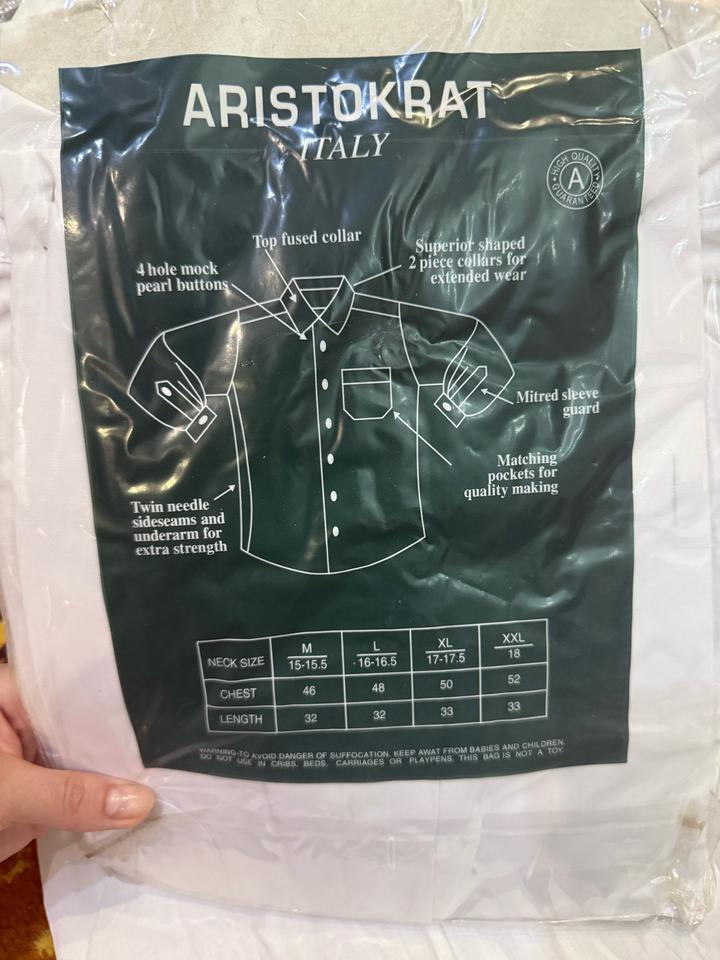 ARISTOKRAT
ITALY
HIGH QUALITY
A
GUARANTEED
Top fused collar
4 hole mock
pearl buttons
Superior shaped
2 piece collars for
extended wear
Mitred sleeve
guard
Matching
pockets for
quality making
Twin needle
sideseams and
underarm for
extra strength
NECK SIZE M 15-15.5 L 16-16.5 XL 17-17.5 XXL 18
CHEST 46 48 50 52
LENGTH 32 32 33 33
WARNING-TO AVOID DANGER OF SUFFOCATION, KEEP AWAT FROM BABIES AND CHILDREN,
DO NOT USE IN CRIBS, BEDS, CARRIAGES OR PLAYPENS. THIS BAG IS NOT A TOY.